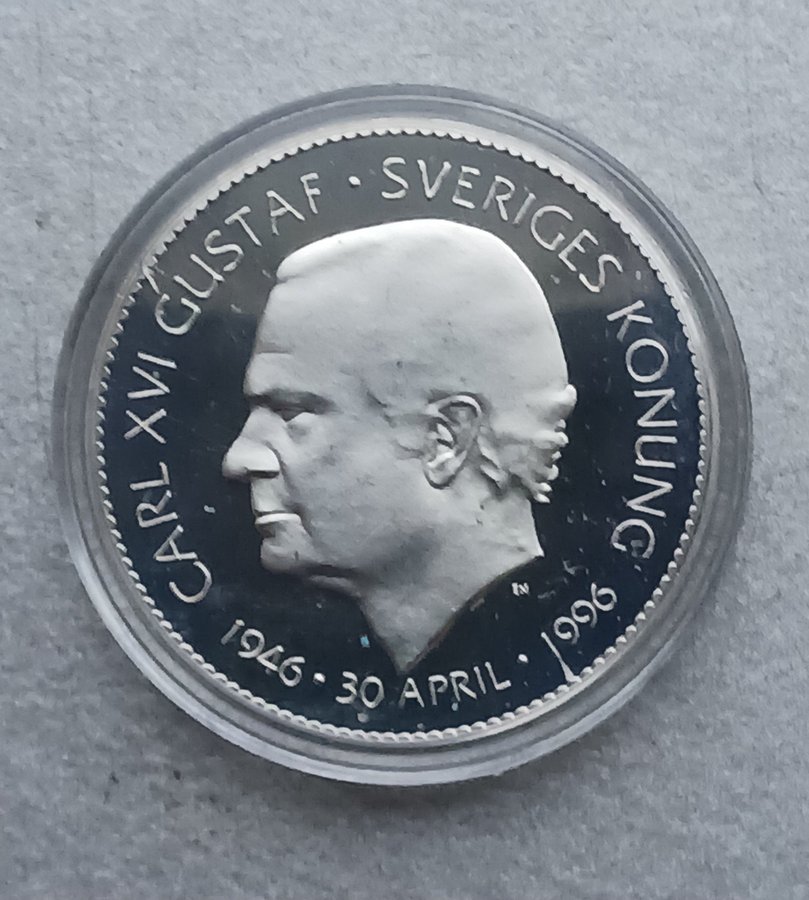 CARL XVI GUSTAF · SVERIGES KONUNG
1946 · 30 APRIL · 1996